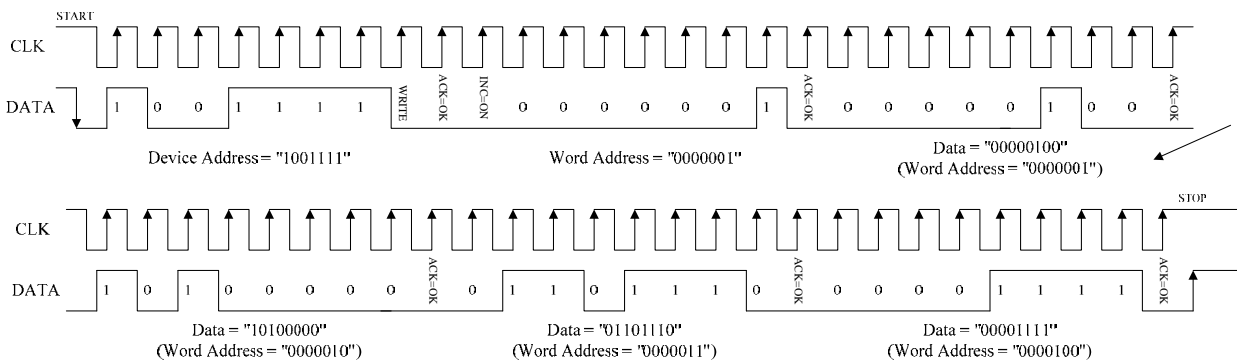 START
CLK
DATA
1 0 0 1 1 1 1 WRITE ACK=OK INC=ON 0 0 0 0 0 0 1 ACK=OK 0 0 0 0 0 1 0 0 ACK=OK
Device Address = "1001111"
Word Address = "0000001"
Data = "00000100"
(Word Address = "0000001")
STOP
CLK
DATA
1 0 1 0 0 0 0 0 ACK=OK 0 1 1 0 1 1 1 0 ACK=OK 0 0 0 0 1 1 1 1 ACK=OK
Data = "10100000"
(Word Address = "0000010")
Data = "01101110"
(Word Address = "0000011")
Data = "00001111"
(Word Address = "0000100")